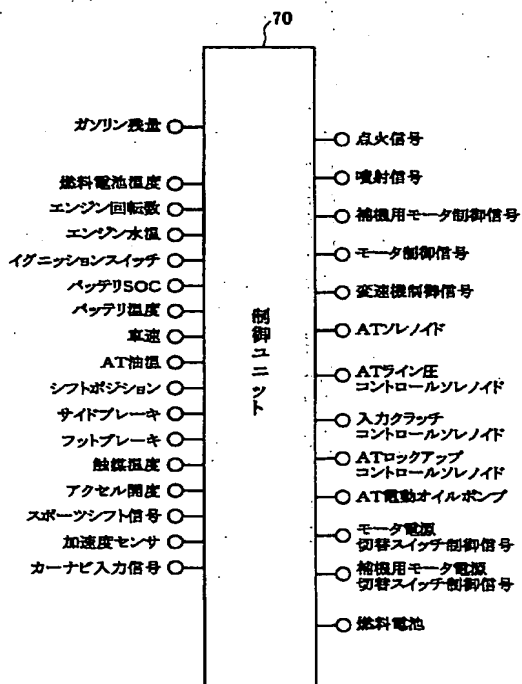 70
ガソリン残量
燃料電池温度
エンジン回転数
エンジン水温
イグニッションスイッチ
バッテリSOC
バッテリ温度
車速
AT油温
シフトポジション
サイドブレーキ
フットブレーキ
触媒温度
アクセル開度
スポーツシフト信号
加速度センサ
カーナビ入力信号
制御ユニット
点火信号
噴射信号
補機用モータ制御信号
モータ制御信号
変速機制御信号
ATソレノイド
ATライン圧
コントロールソレノイド
入力クラッチ
コントロールソレノイド
ATロックアップ
コントロールソレノイド
AT電動オイルポンプ
モータ電源
切替スイッチ制御信号
補機用モータ電源
切替スイッチ制御信号
燃料電池